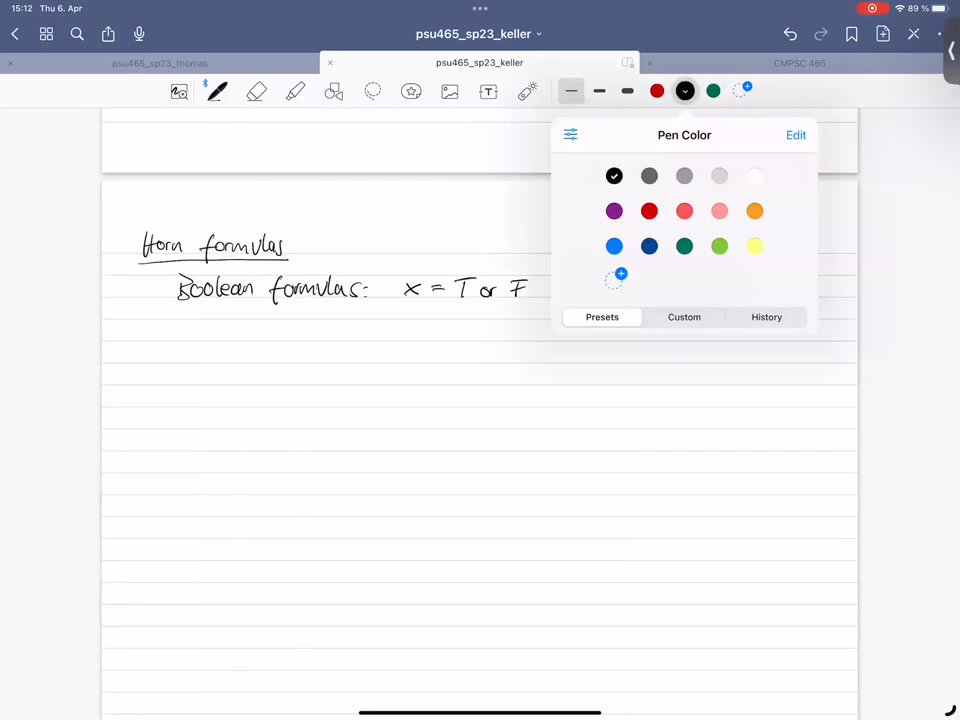 15:12 Thu 6. Apr
89 %
psu465_sp23_keller
psu465_sp23_thomas
psu465_sp23_keller
CMPSC 465
T
Pen Color
Edit
Presets
Custom
History
Horn formulas
Boolean formulas: x = T or F